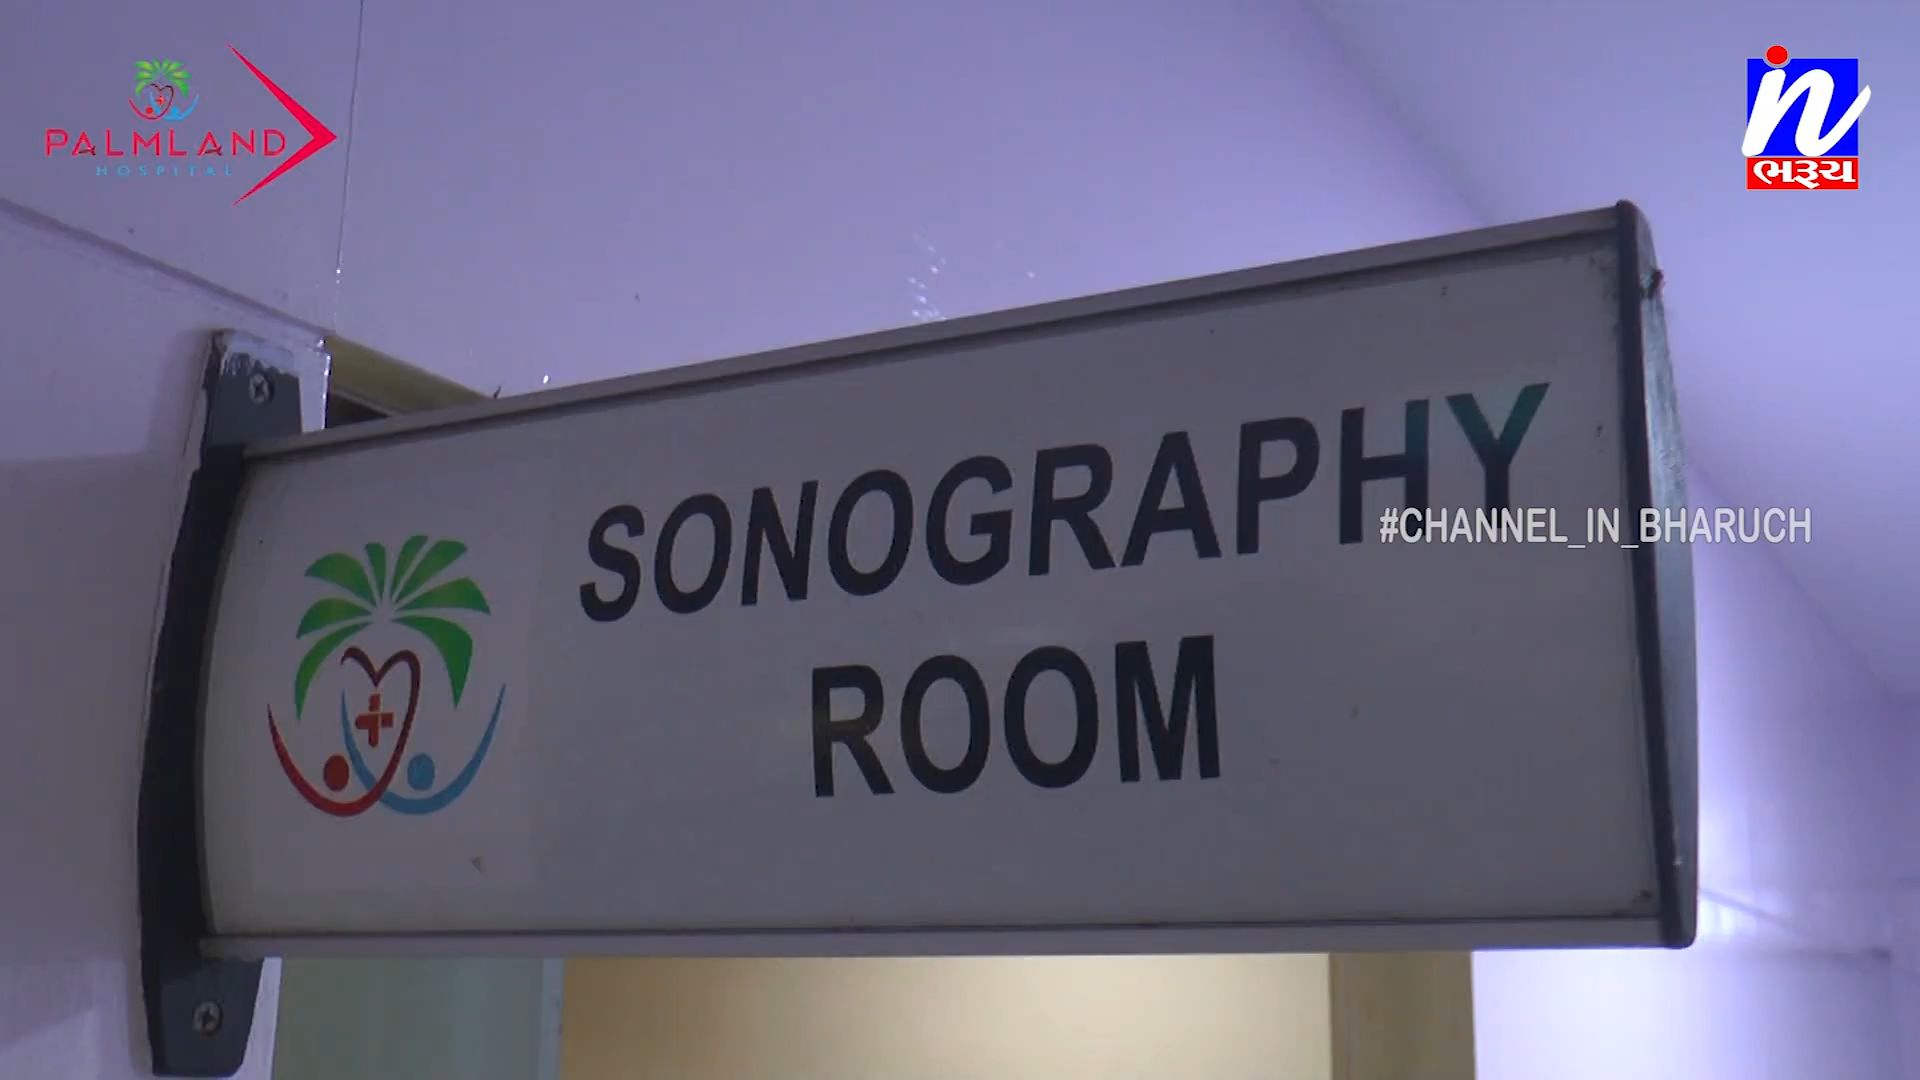 PALMLAND
HOSPITAL
ભરૂચ
SONOGRAPHY
ROOM
#CHANNEL_IN_BHARUCH